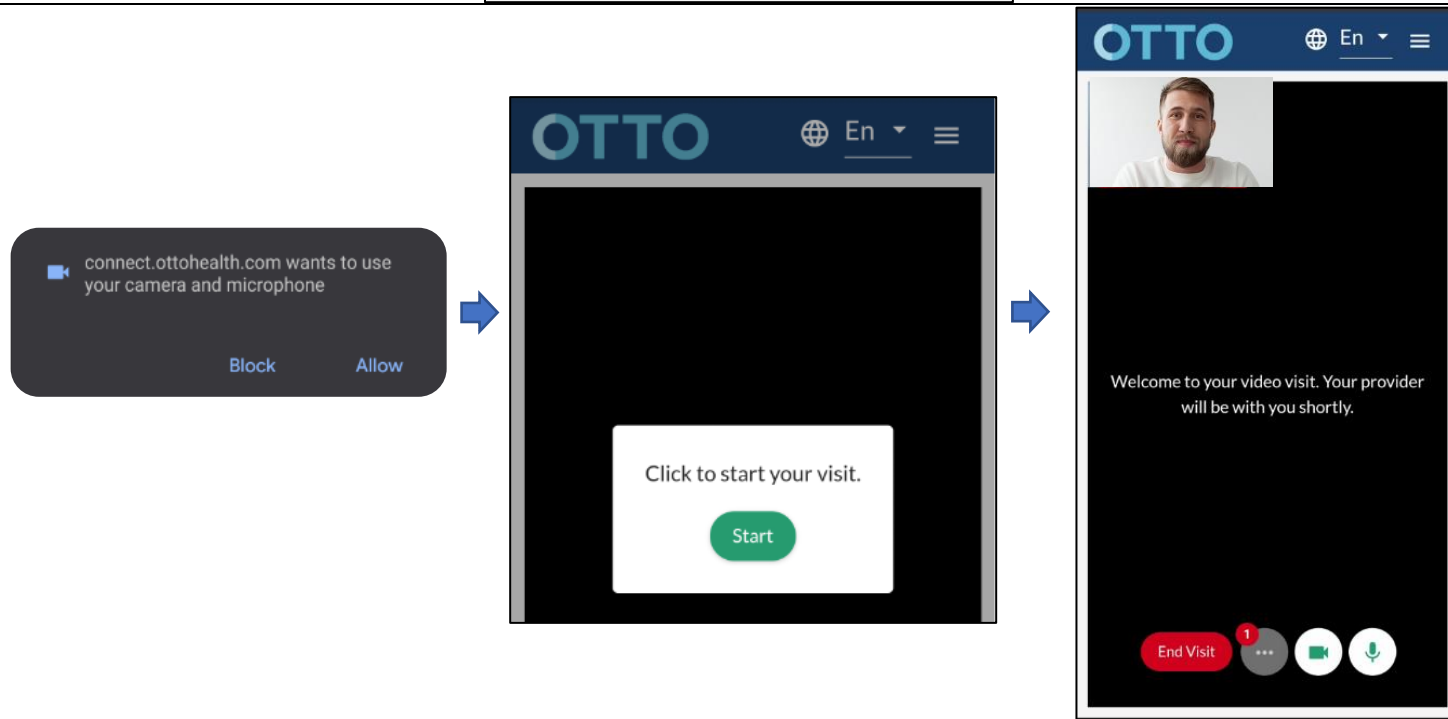 connect.ottohealth.com wants to use
your camera and microphone
Block Allow
OTTO En
Click to start your visit.
Start
OTTO En
Welcome to your video visit. Your provider
will be with you shortly.
1
End Visit